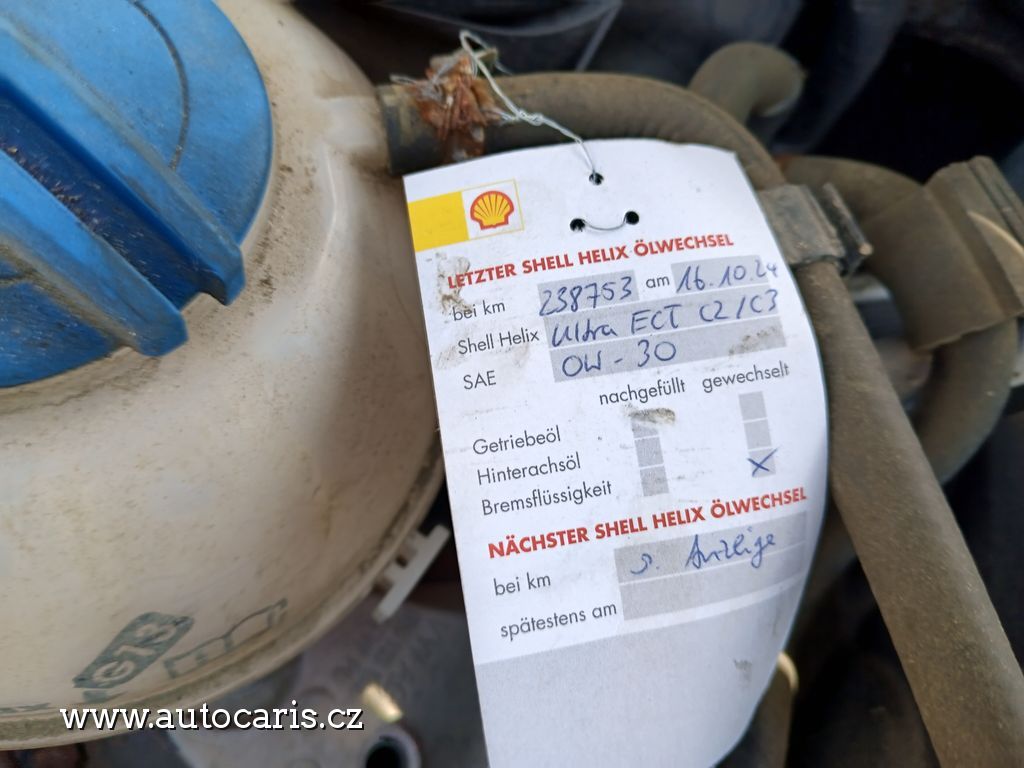 LETZTER SHELL HELIX ÖLWECHSEL
bei km 238753 am 16.10.24
Shell Helix Ultra ECT C2/C3
SAE 0W-30
nachgefüllt gewechselt
Getriebeöl
Hinterachsöl
Bremsflüssigkeit X
NÄCHSTER SHELL HELIX ÖLWECHSEL
bei km s. Anzeige
spätestens am
G73
www.autocaris.cz